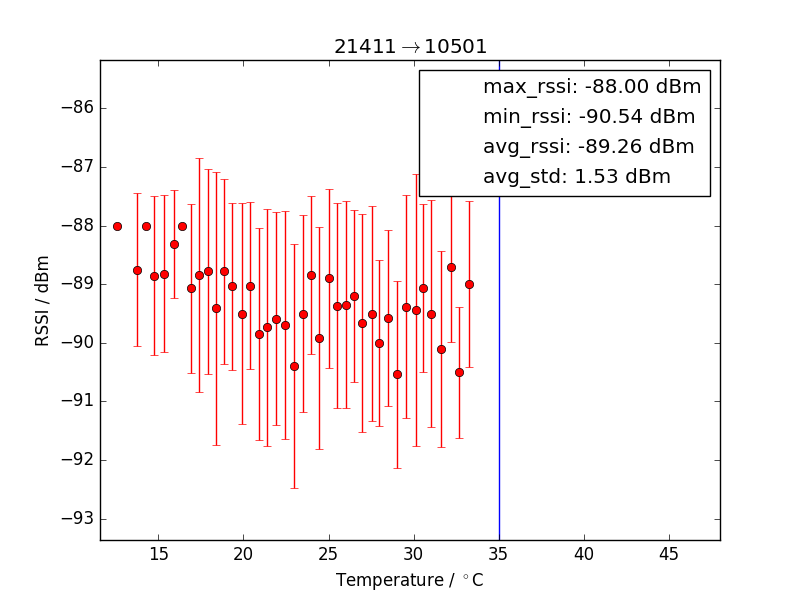 21411→10501
max_rssi: -88.00 dBm
min_rssi: -90.54 dBm
avg_rssi: -89.26 dBm
avg_std: 1.53 dBm
−86
−87
−88
−89
−90
−91
−92
−93
RSSI / dBm
15 20 25 30 35 40 45
Temperature / °C